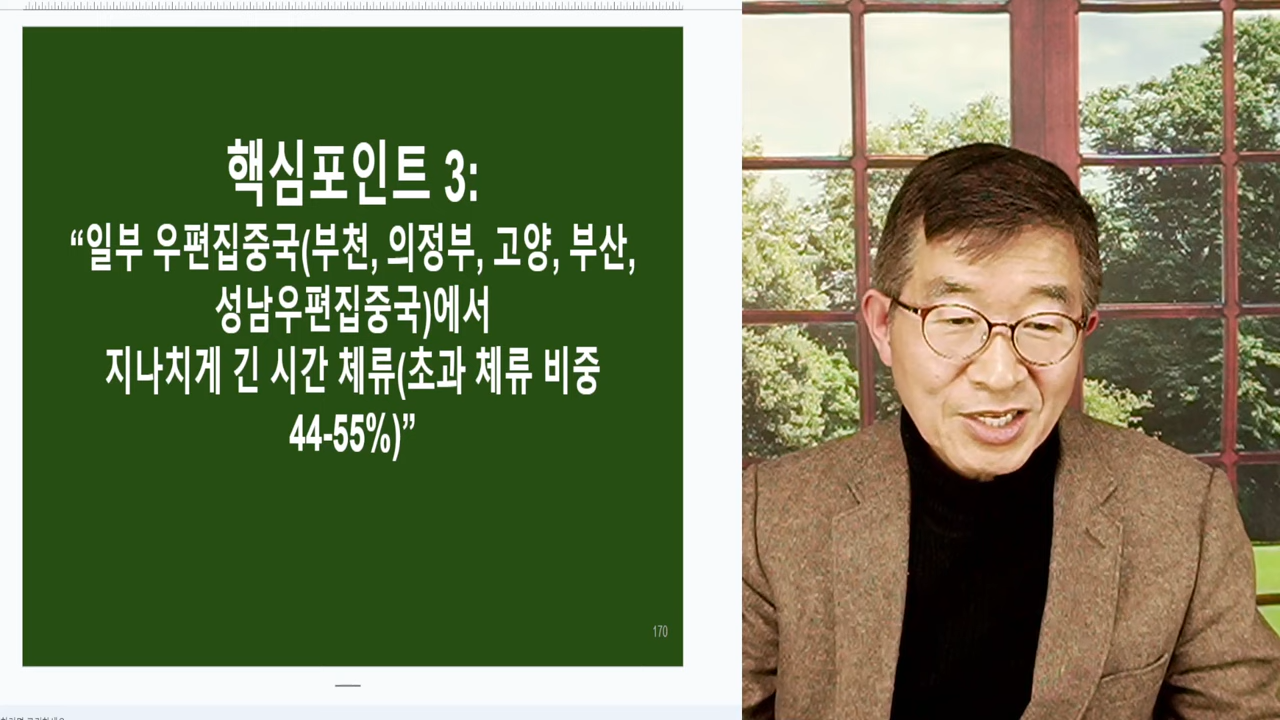 핵심포인트 3:
“일부 우편집중국(부천, 의정부, 고양, 부산,
성남우편집중국)에서
지나치게 긴 시간 체류(초과 체류 비중
44-55%)”
170